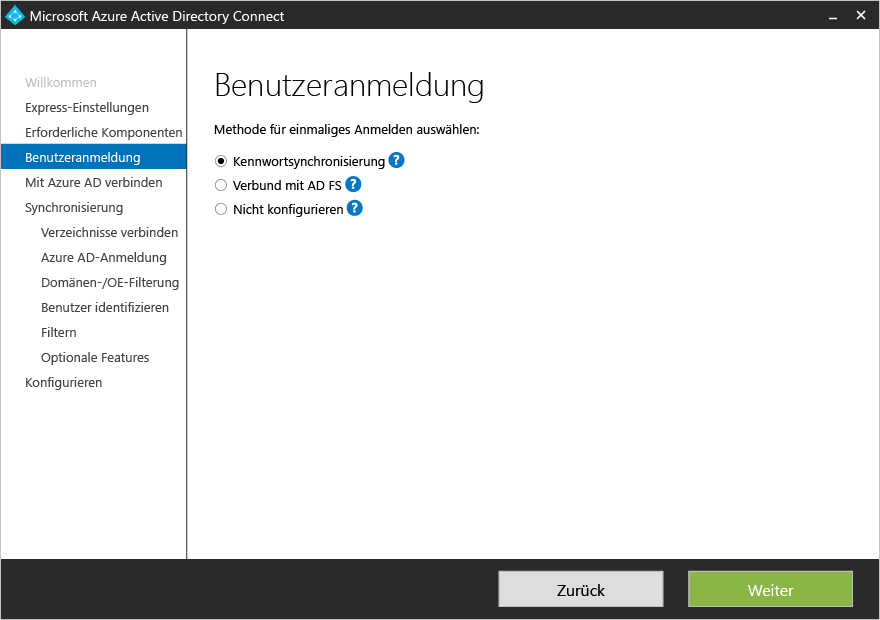 Microsoft Azure Active Directory Connect
Willkommen
Express-Einstellungen
Erforderliche Komponenten
Benutzeranmeldung
Mit Azure AD verbinden
Synchronisierung
Verzeichnisse verbinden
Azure AD-Anmeldung
Domänen-/OE-Filterung
Benutzer identifizieren
Filtern
Optionale Features
Konfigurieren
Benutzeranmeldung
Methode für einmaliges Anmelden auswählen:
Kennwortsynchronisierung ?
Verbund mit AD FS ?
Nicht konfigurieren ?
Zurück
Weiter